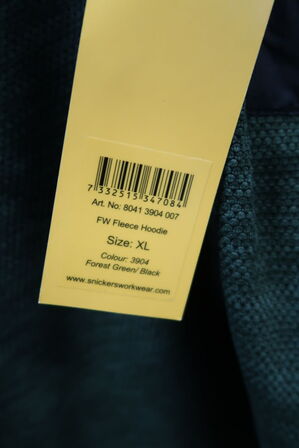 7 332515 347084
Art. No: 8041 3904 007
FW Fleece Hoodie
Size: XL
Colour: 3904
Forest Green/ Black
www.snickersworkwear.com